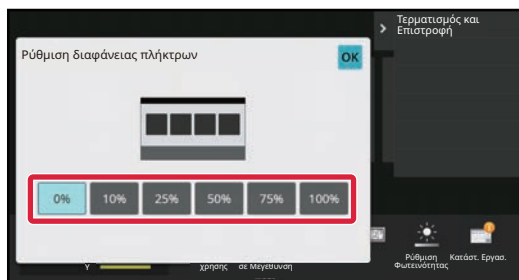 Τερματισμός και
Επιστροφή
Ρύθμιση διαφάνειας πλήκτρων
OK
0%
10%
25%
50%
75%
100%
Ρύθμιση
Φωτεινότητας
Κατάστ. Εργασ.
Y
χρησης
σε Μεγέθυνση